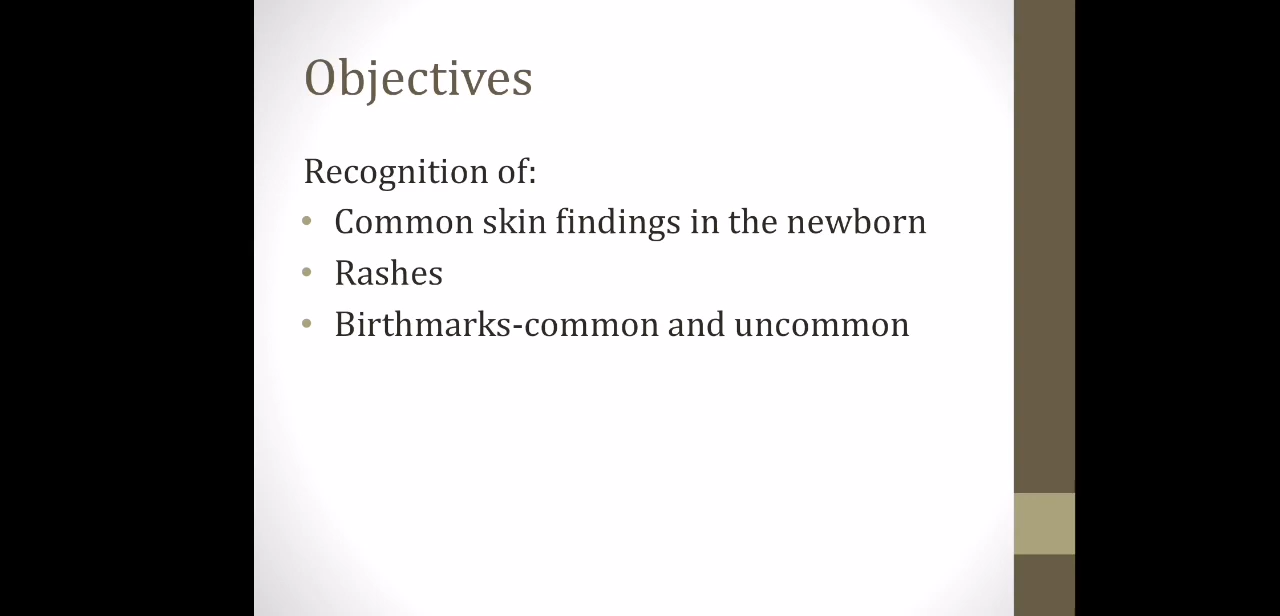 Objectives
Recognition of:
• Common skin findings in the newborn
• Rashes
• Birthmarks-common and uncommon